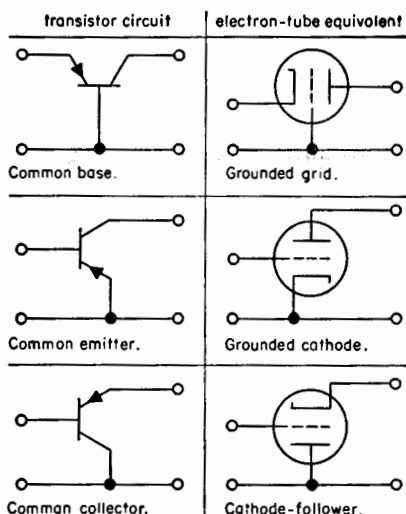 transistor circuit
electron-tube equivalent
Common base.
Grounded grid.
Common emitter.
Grounded cathode.
Common collector.
Cathode-follower.